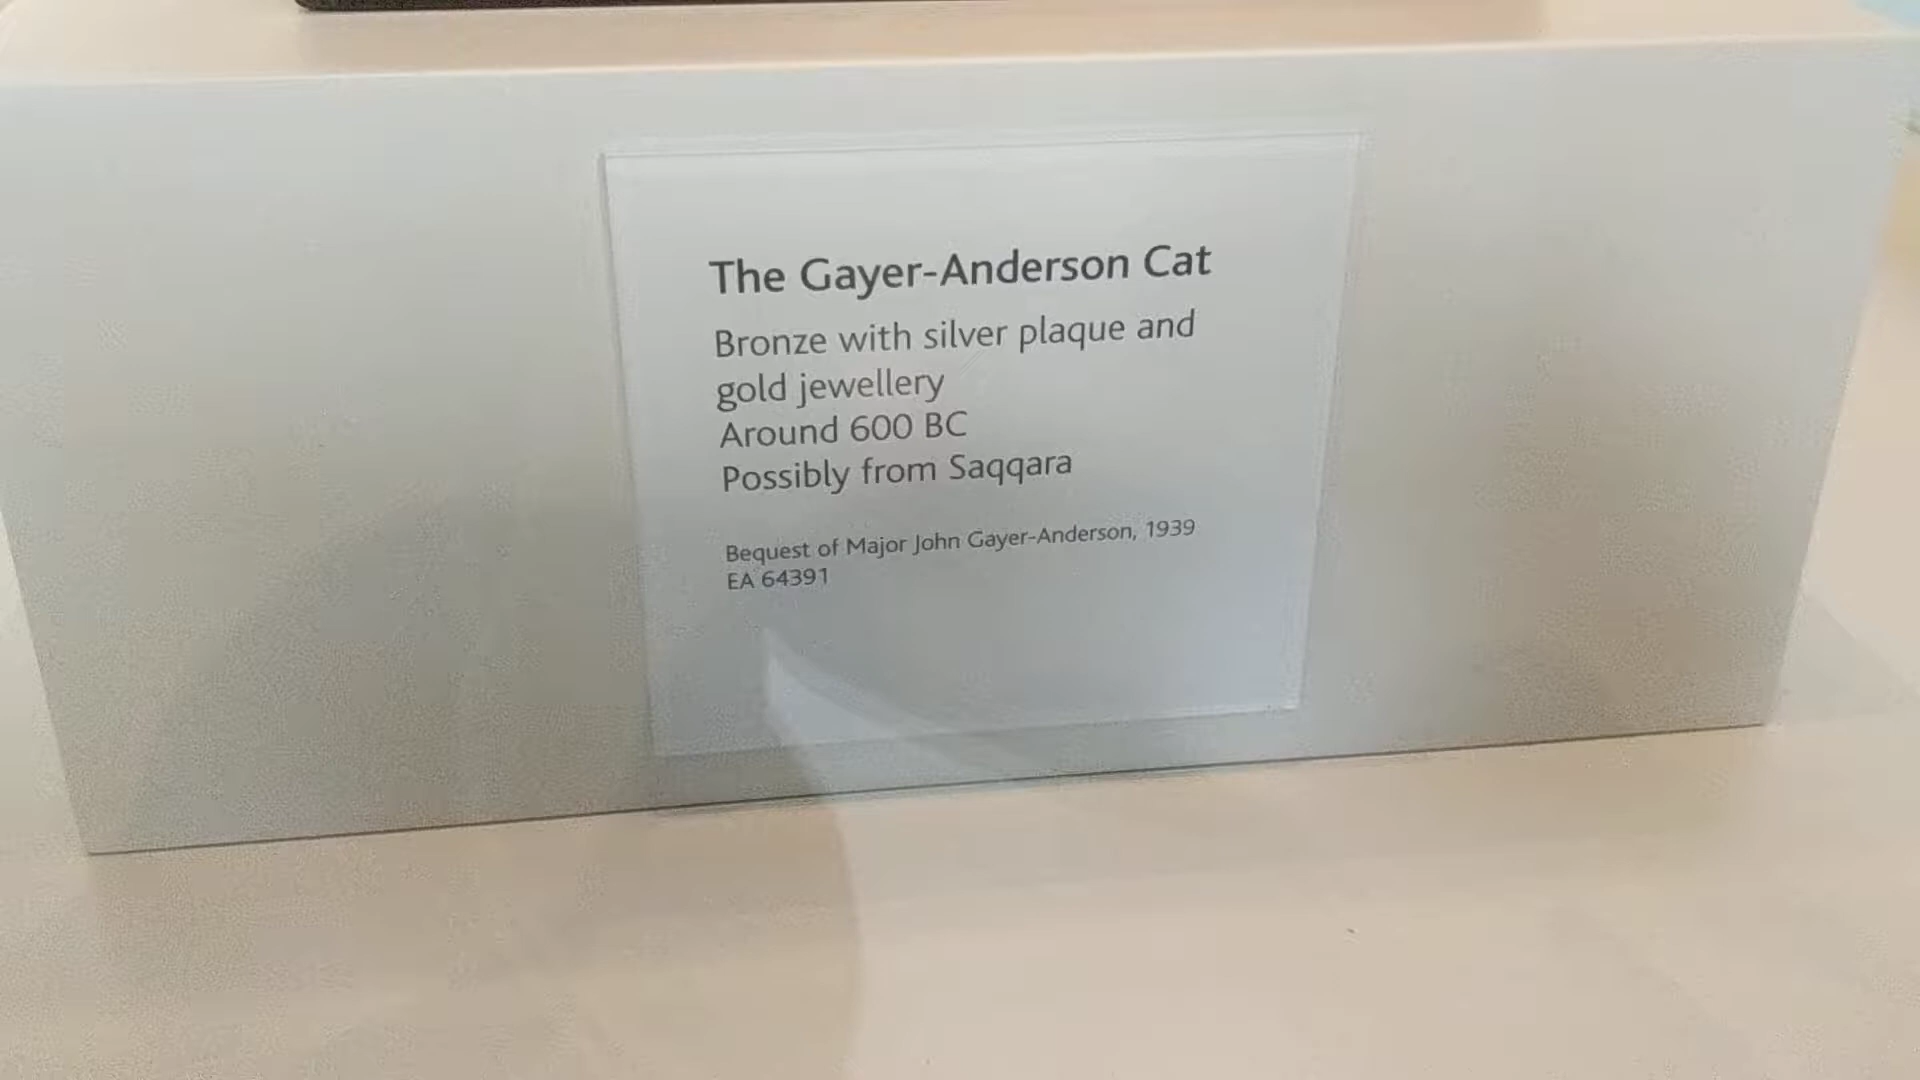 The Gayer-Anderson Cat
Bronze with silver plaque and
gold jewellery
Around 600 BC
Possibly from Saqqara
Bequest of Major John Gayer-Anderson, 1939
EA 64391